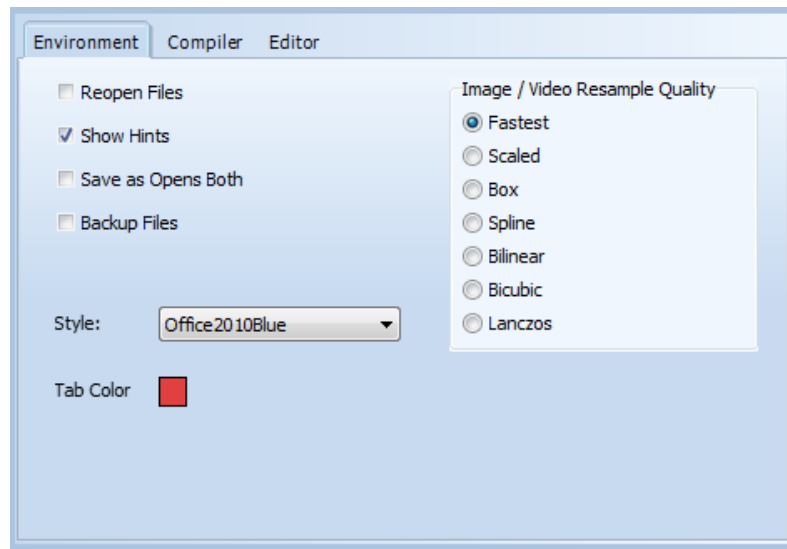 Environment Compiler Editor
Reopen Files
Show Hints
Save as Opens Both
Backup Files
Style: Office2010Blue
Tab Color
Image / Video Resample Quality
Fastest
Scaled
Box
Spline
Bilinear
Bicubic
Lanczos